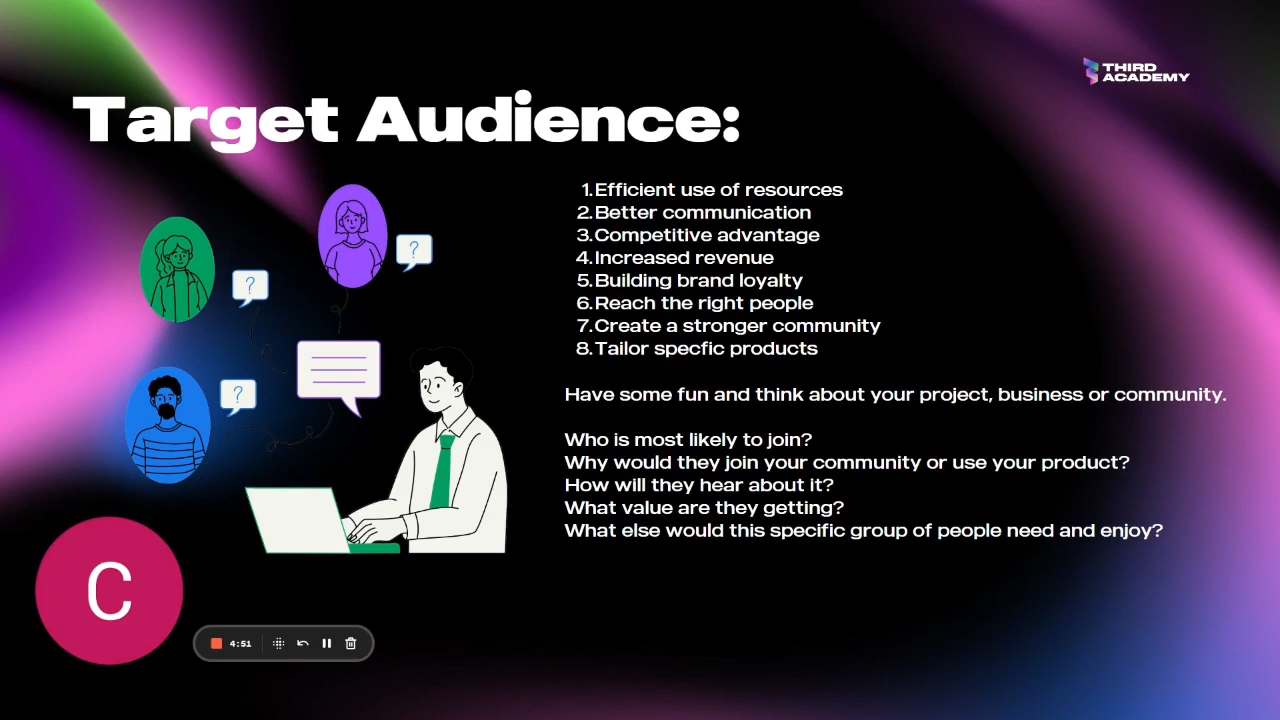 THIRD
ACADEMY
Target Audience:
1.Efficient use of resources
2.Better communication
3.Competitive advantage
4.Increased revenue
5.Building brand loyalty
6.Reach the right people
7.Create a stronger community
8.Tailor specfic products
Have some fun and think about your project, business or community.
Who is most likely to join?
Why would they join your community or use your product?
How will they hear about it?
What value are they getting?
What else would this specific group of people need and enjoy?
?
?
?
C
4:51